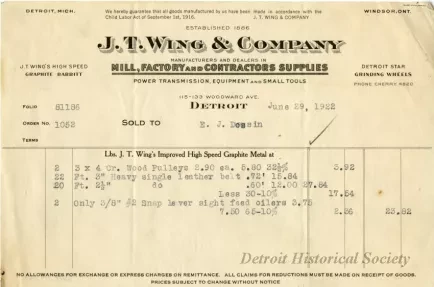 DETROIT, MICH.
We hereby guarantee that all goods manufactured by us have been made in accordance with the
Child Labor Act of September 1st, 1916. J. T. WING & COMPANY
WINDSOR, ONT.
ESTABLISHED 1886
J. T. WING & COMPANY
MANUFACTURERS AND DEALERS IN
J.T. WING'S HIGH SPEED
GRAPHITE BABBITT
MILL, FACTORY AND CONTRACTORS SUPPLIES
DETROIT STAR
GRINDING WHEELS
POWER TRANSMISSION, EQUIPMENT AND SMALL TOOLS
PHONE CHERRY
115-133 WOODWARD AVE.
FOLIO 81186
DETROIT June 29, 1922
ORDER NO. 1052 SOLD TO E. J. Dossin
TERMS
Lbs. J. T. Wing's Improved High Speed Graphite Metal at
2 3 x 4 Cr. Wood Pulleys 2.90 ea. 5.80 32½% 3.92
22 Ft. 3" Heavy single leather belt .72' 15.84
20 Ft. 2½" do .60' 12.00 27.84
Less 30-10% 17.54
2 Only 3/8" #2 Snap lever sight feed oilers 3.75
7.50 65-10% 2.36 23.82
Detroit Historical Society
NO ALLOWANCES FOR EXCHANGE OR EXPRESS CHARGES ON REMITTANCE. ALL CLAIMS FOR REDUCTIONS MUST BE MADE ON RECEIPT OF GOODS.
PRICES SUBJECT TO CHANGE WITHOUT NOTICE